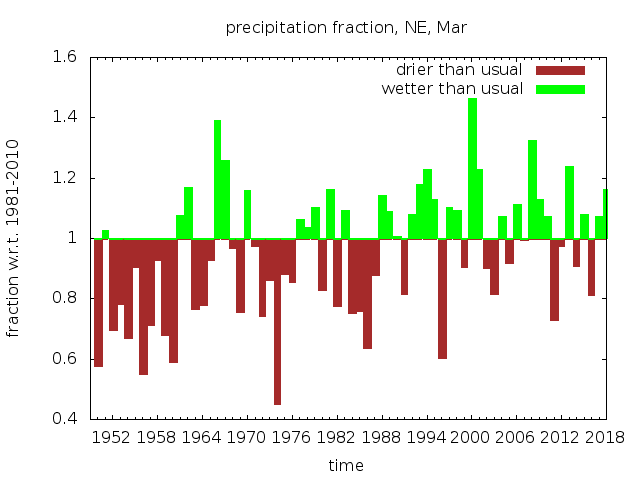 precipitation fraction, NE, Mar
drier than usual
wetter than usual
fraction w.r.t. 1981-2010
1.6
1.4
1.2
1
0.8
0.6
0.4
1952 1958 1964 1970 1976 1982 1988 1994 2000 2006 2012 2018
time